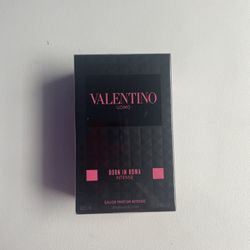 VALENTINO
UOMO
BORN IN ROMA
INTENSE
EAU DE PARFUM INTENSE